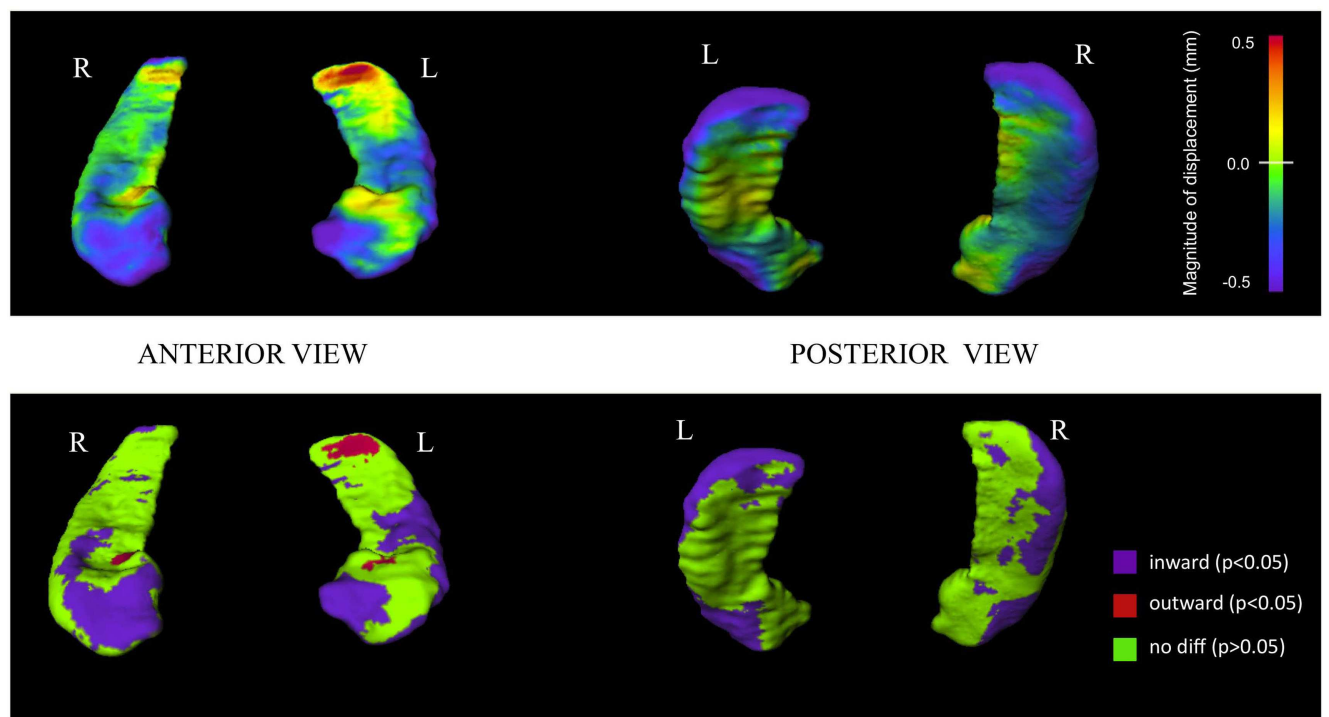 R
L
L
R
Magnitude of displacement (mm)
0.5
0.0
-0.5
ANTERIOR VIEW
POSTERIOR VIEW
R
L
L
R
inward (p<0.05)
outward (p<0.05)
no diff (p>0.05)